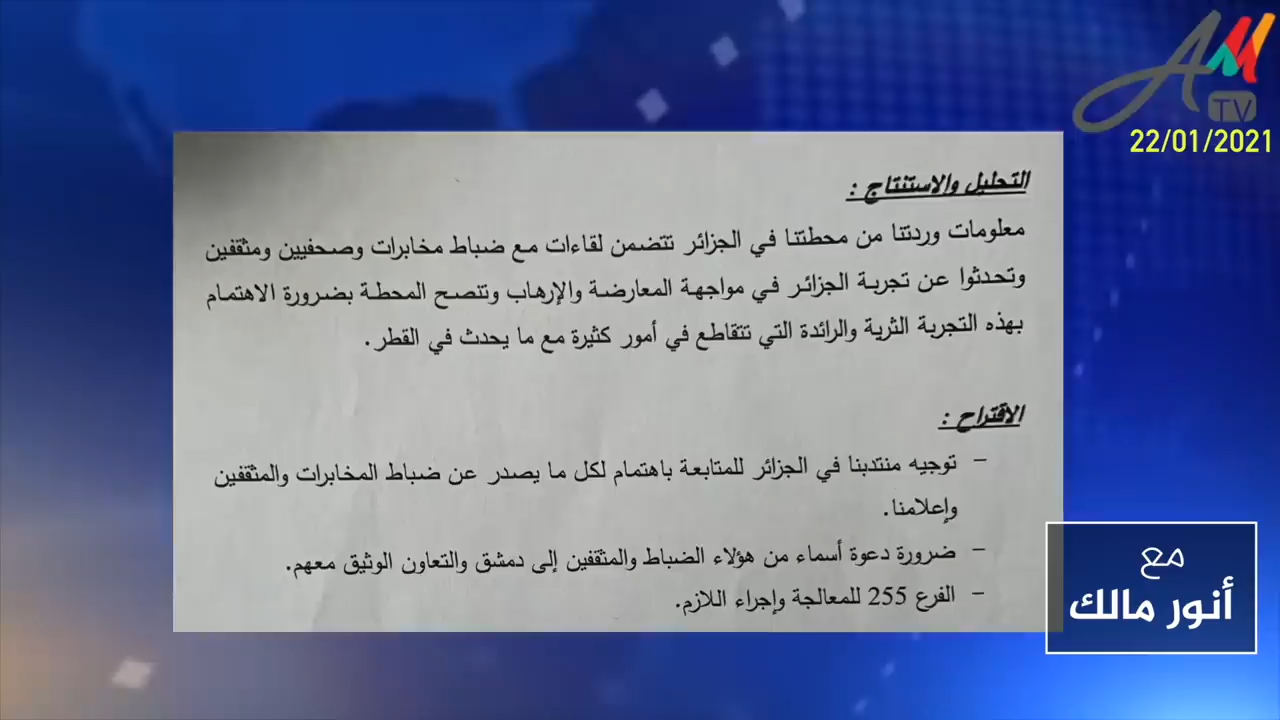 AM
TV
22/01/2021
التحليل والاستنتاج :
معلومات وردتنا من محطتنا في الجزائر تتضمن لقاءات مع ضباط مخابرات وصحفيين ومثقفين
وتحدثوا عن تجربة الجزائر في مواجهة المعارضة والإرهاب وتنصح المحطة بضرورة الاهتمام
بهذه التجربة الثرية والرائدة التي تتقاطع في أمور كثيرة مع ما يحدث في القطر.
الاقتراح :
– توجيه منتدبنا في الجزائر للمتابعة باهتمام لكل ما يصدر عن ضباط المخابرات والمثقفين
وإعلامنا.
– ضرورة دعوة أسماء من هؤلاء الضباط والمثقفين إلى دمشق والتعاون الوثيق معهم.
– الفرع 255 للمعالجة وإجراء اللازم.
مع
أنور مالك